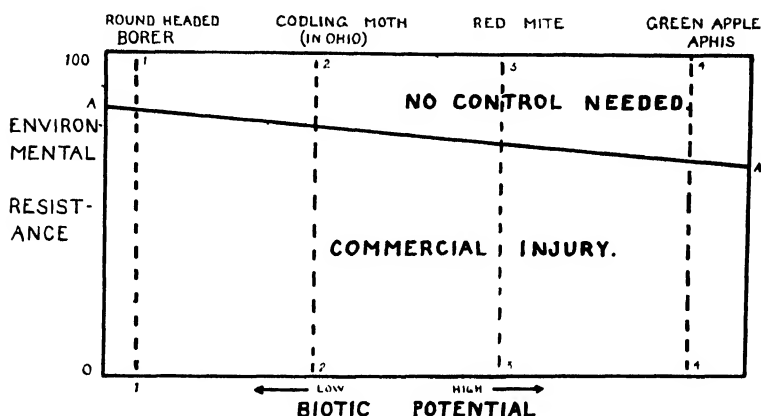 ROUND HEADED BORER
CODLING MOTH (IN OHIO)
RED MITE
GREEN APPLE APHIS
100
1
2
3
4
A
NO CONTROL NEEDED.
ENVIRON-
MENTAL
A
RESIST-
ANCE
COMMERCIAL INJURY.
0
1
2
3
4
LOW
HIGH
BIOTIC POTENTIAL